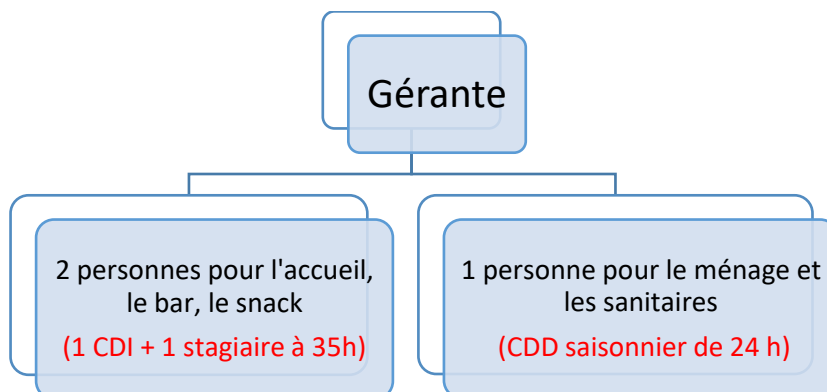 Gérante
2 personnes pour l'accueil,
le bar, le snack
(1 CDI + 1 stagiaire à 35h)
1 personne pour le ménage et
les sanitaires
(CDD saisonnier de 24 h)